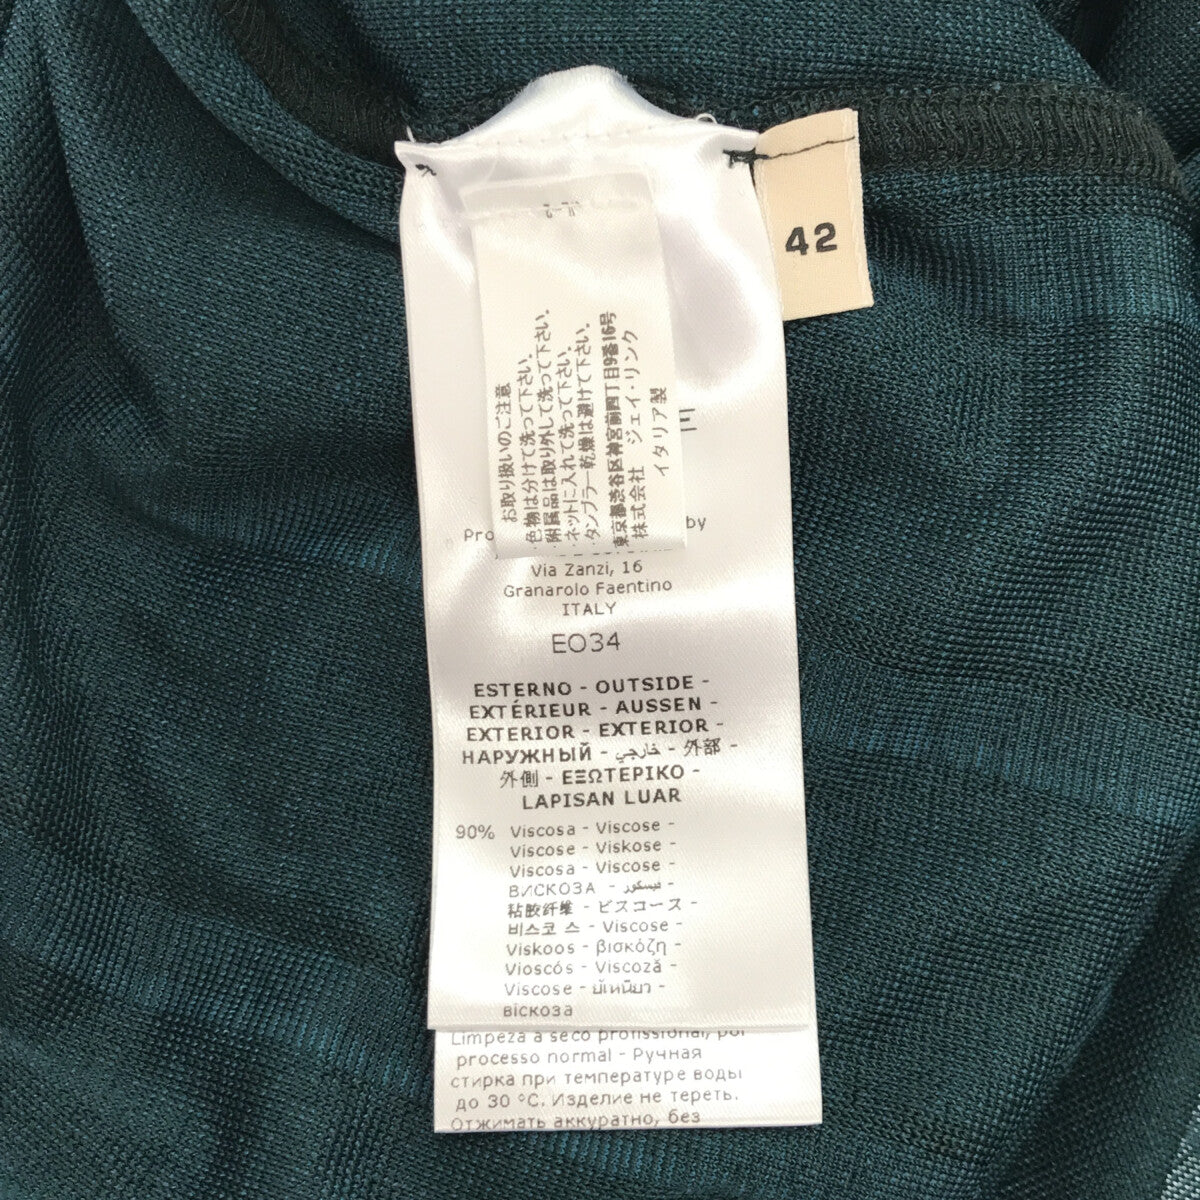 42
お取り扱いのご注意
・色物は分けて洗って下さい。
・附属品は取り外して洗って下さい。
・ネットに入れて洗って下さい。
・タンブラー乾燥は避けて下さい。
東京都渋谷区神宮前四丁目9番16号
株式会社 ジェイ・リンク
イタリア製
Pro by
Via Zanzi, 16
Granarolo Faentino
ITALY
EO34
ESTERNO - OUTSIDE -
EXTÉRIEUR - AUSSEN -
EXTERIOR - EXTERIOR -
НАРУЖНЫЙ - خارجي - 外部 -
外側 - ΕΞΩΤΕΡΙΚΟ -
LAPISAN LUAR
90% Viscosa - Viscose -
Viscose - Viskose -
Viscosa - Viscose -
ВИСКОЗА - فيسكوز -
粘胶纤维 - ビスコース -
비스코스 - Viscose -
Viskoos - βισκόζη -
Vioscós - Viscoză -
Viscose - -
віскоза
Limpeza a seco profissional, por
processo normal - Ручная
стирка при температуре воды
до 30 °C. Изделие не тереть.
Отжимать аккуратно, без